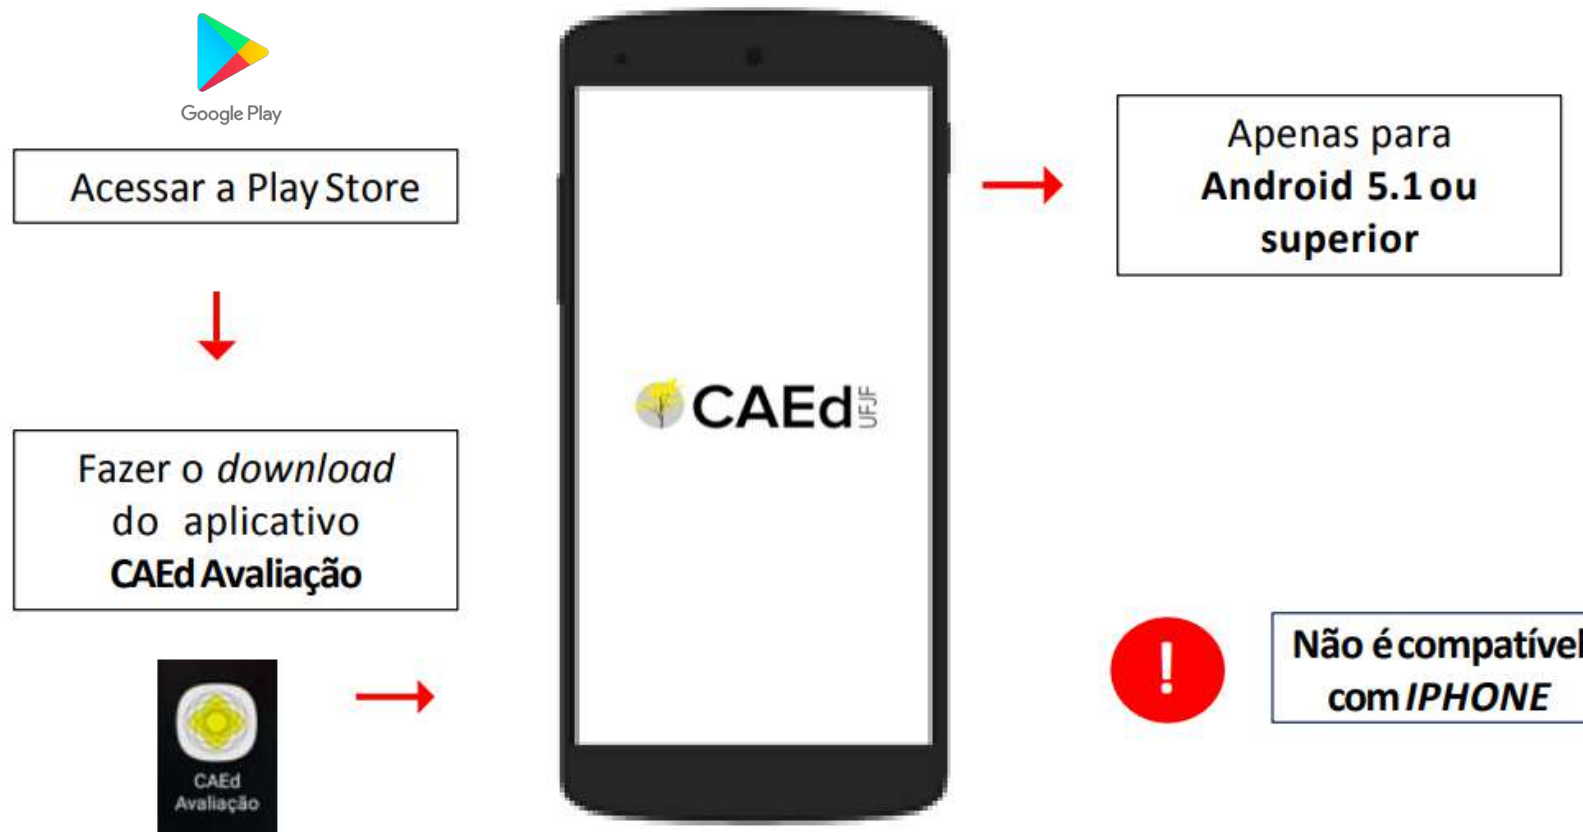 Google Play
Acessar a Play Store
Fazer o download
do aplicativo
CAEd Avaliação
CAEd
Avaliação
CAEd UFJF
Apenas para
Android 5.1 ou
superior
!
Não é compatível
com IPHONE